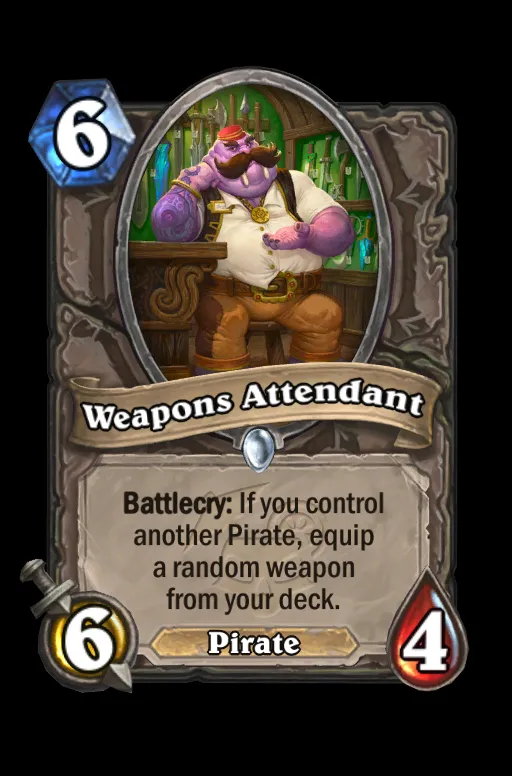 6
Weapons Attendant
Battlecry: If you control
another Pirate, equip
a random weapon
from your deck.
6
Pirate
4